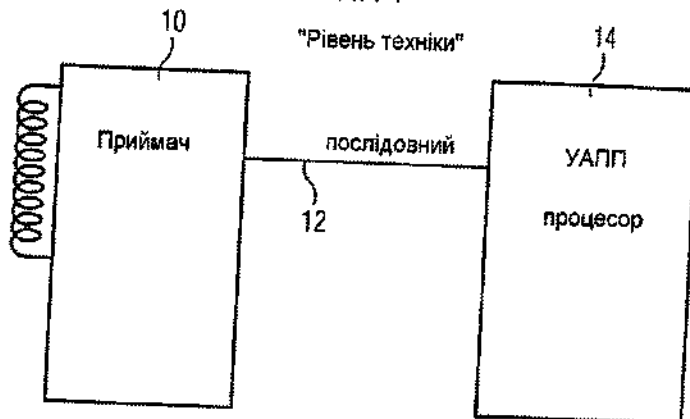 "Рівень техніки"
10
14
Приймач
послідовний
12
УАПП
процесор